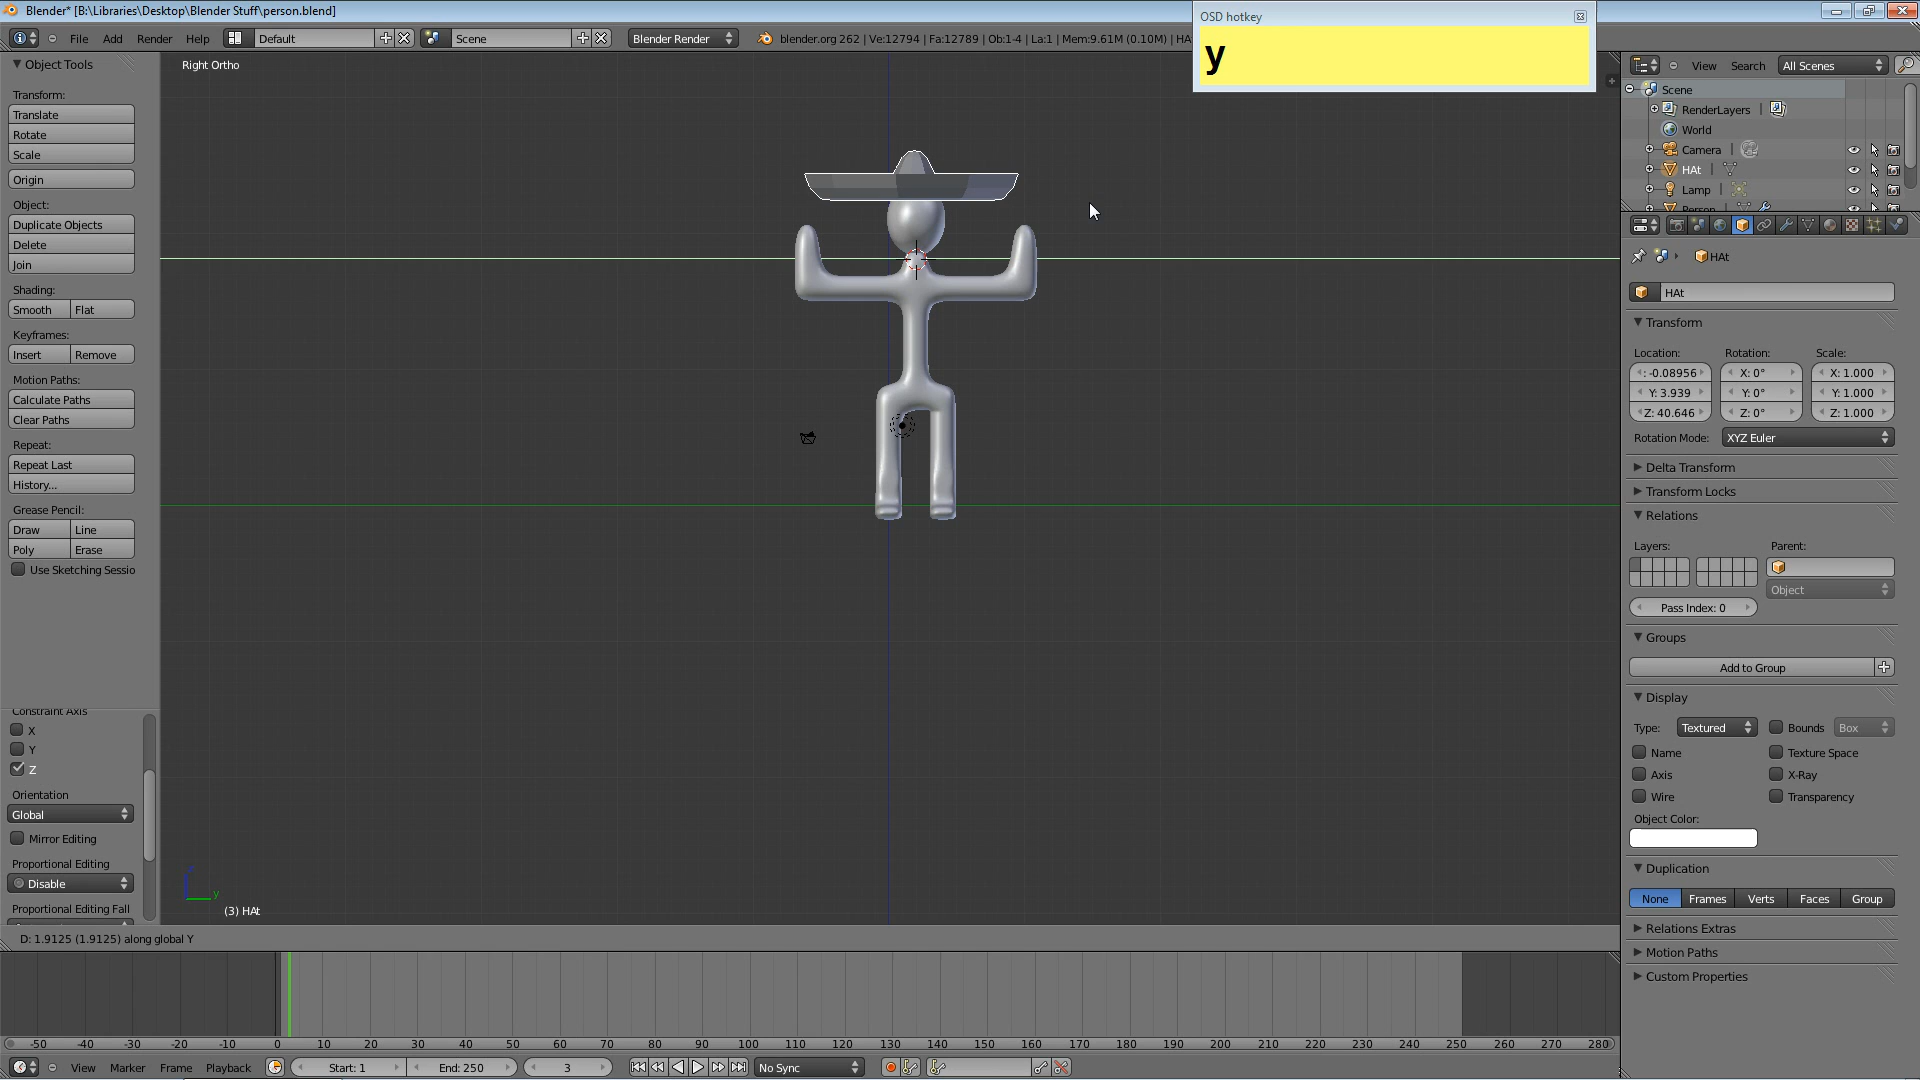 Blender* [B:\Libraries\Desktop\Blender Stuff\person.blend]
OSD hotkey
y
File Add Render Help Default Scene Blender Render blender.org 262 | Ve:12794 | Fa:12789 | Ob:1-4 | La:1 | Mem:9.61M (0.10M) | HA
Object Tools
Transform:
Translate
Rotate
Scale
Origin
Object:
Duplicate Objects
Delete
Join
Shading:
Smooth Flat
Keyframes:
Insert Remove
Motion Paths:
Calculate Paths
Clear Paths
Repeat:
Repeat Last
History...
Grease Pencil:
Draw Line
Poly Erase
Use Sketching Sessio
Constraint Axis
X
Y
Z
Orientation
Global
Mirror Editing
Proportional Editing
Disable
Proportional Editing Fall
Right Ortho
y
(3) HAt
D: 1.9125 (1.9125) along global Y
View Search All Scenes
Scene
RenderLayers |
World
Camera |
HAt |
Lamp |
Person
HAt
HAt
Transform
Location: Rotation: Scale:
: -0.08956 X: 0° X: 1.000
Y: 3.939 Y: 0° Y: 1.000
Z: 40.646 Z: 0° Z: 1.000
Rotation Mode: XYZ Euler
Delta Transform
Transform Locks
Relations
Layers: Parent:
Object
Pass Index: 0
Groups
Add to Group
Display
Type: Textured Bounds Box
Name Texture Space
Axis X-Ray
Wire Transparency
Object Color:
Duplication
None Frames Verts Faces Group
Relations Extras
Motion Paths
Custom Properties
-50 -40 -30 -20 -10 0 10 20 30 40 50 60 70 80 90 100 110 120 130 140 150 160 170 180 190 200 210 220 230 240 250 260 270 280
View Marker Frame Playback Start: 1 End: 250 3 No Sync